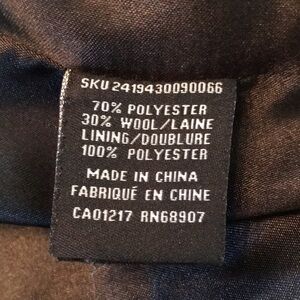 SKU 2419430090066
70% POLYESTER
30% WOOL/LAINE
LINING/DOUBLURE
100% POLYESTER
MADE IN CHINA
FABRIQUÉ EN CHINE
CA01217 RN68907